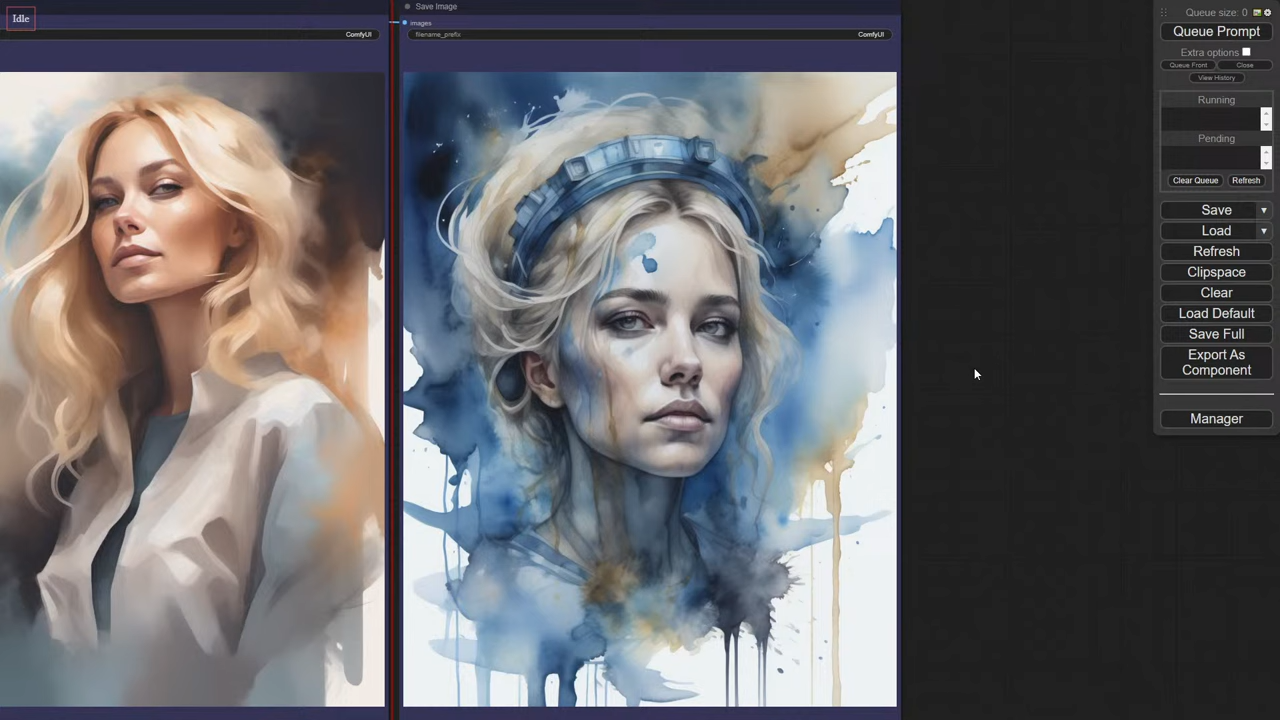 Idle
ComfyUI
Save Image
images
filename_prefix
ComfyUI
Queue size: 0
Queue Prompt
Extra options
Queue Front
Close
View History
Running
Pending
Clear Queue
Refresh
Save
Load
Refresh
Clipspace
Clear
Load Default
Save Full
Export As
Component
Manager